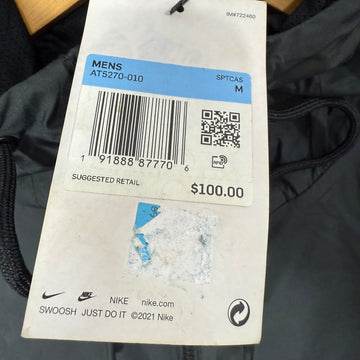 IM#722460
MENS
AT5270-010
SPTCAS
M
1 91888 87770 6
SUGGESTED RETAIL
$100.00
NIKE nike.com
SWOOSH JUST DO IT ©2021 Nike